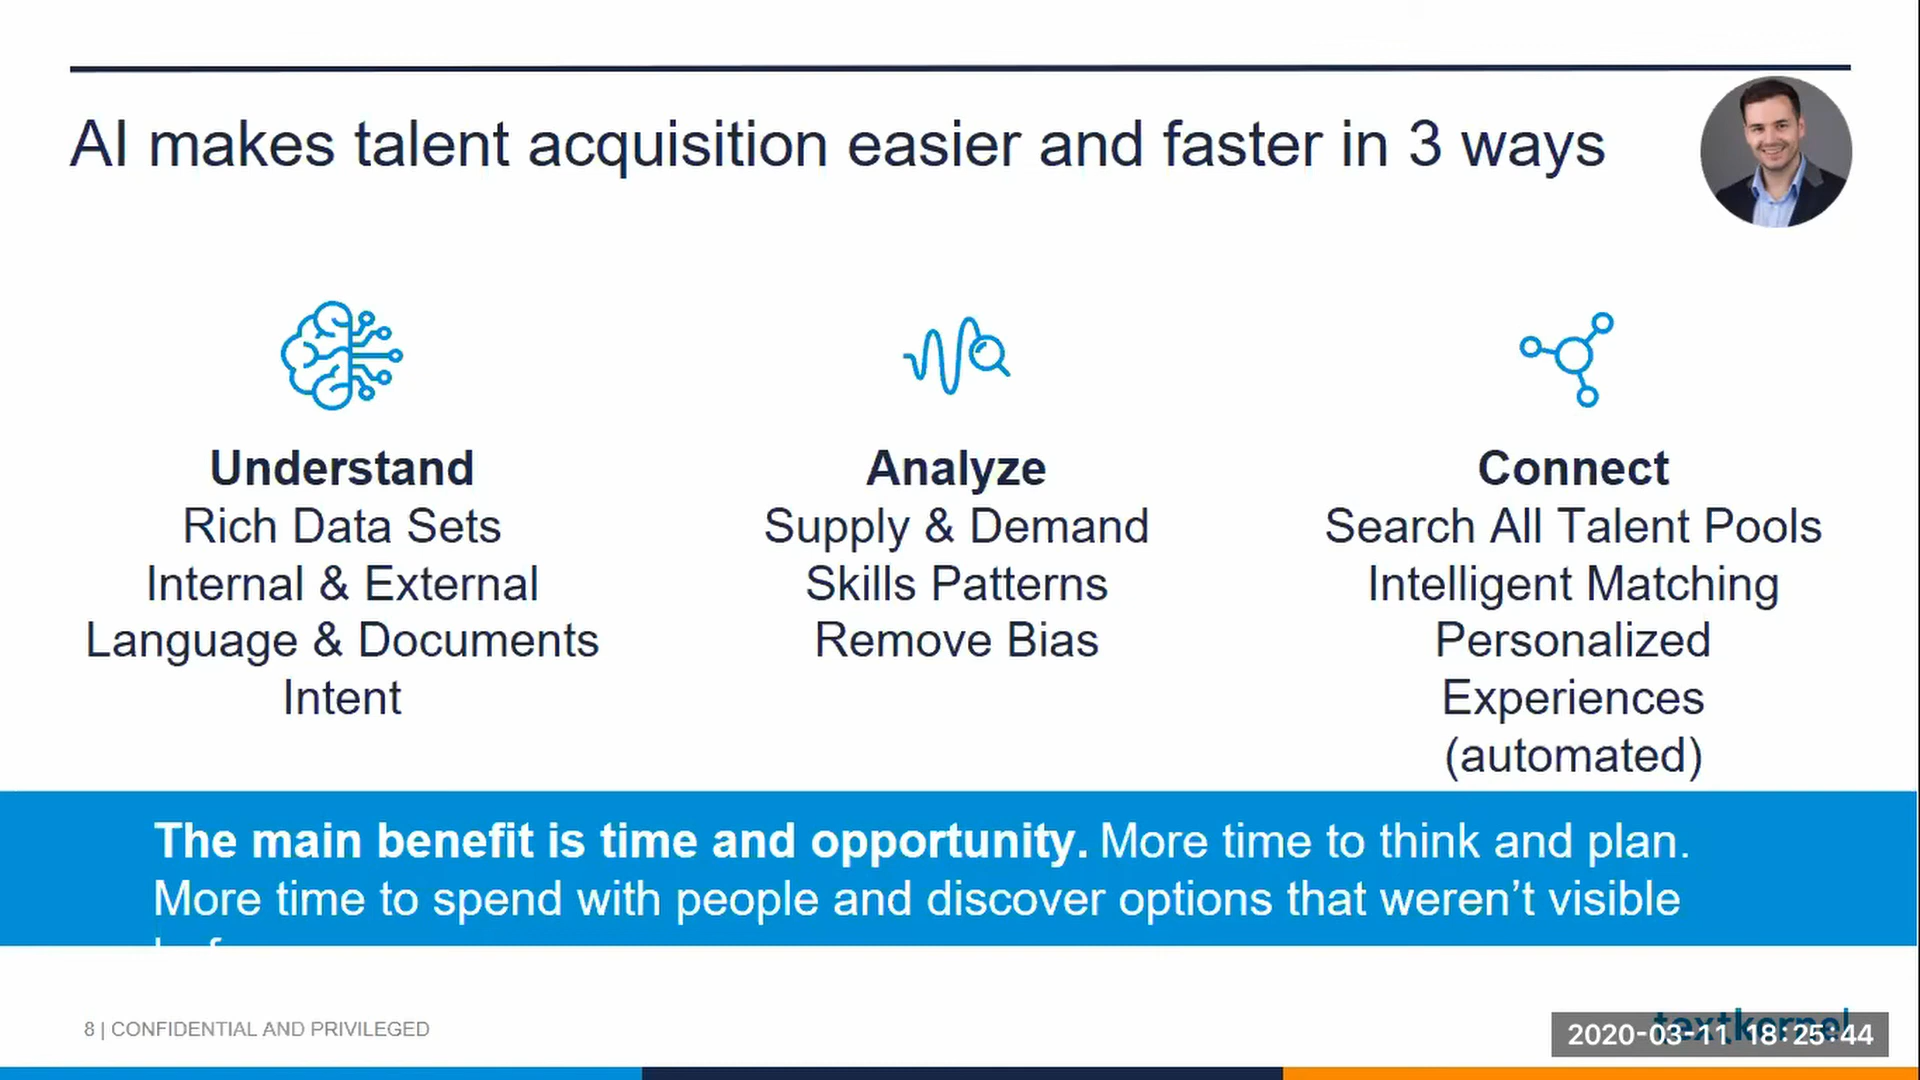 AI makes talent acquisition easier and faster in 3 ways
Understand
Rich Data Sets
Internal & External
Language & Documents
Intent
Analyze
Supply & Demand
Skills Patterns
Remove Bias
Connect
Search All Talent Pools
Intelligent Matching
Personalized
Experiences
(automated)
The main benefit is time and opportunity. More time to think and plan.
More time to spend with people and discover options that weren’t visible
8 | CONFIDENTIAL AND PRIVILEGED
textkernel
2020-03-11 18:25:44